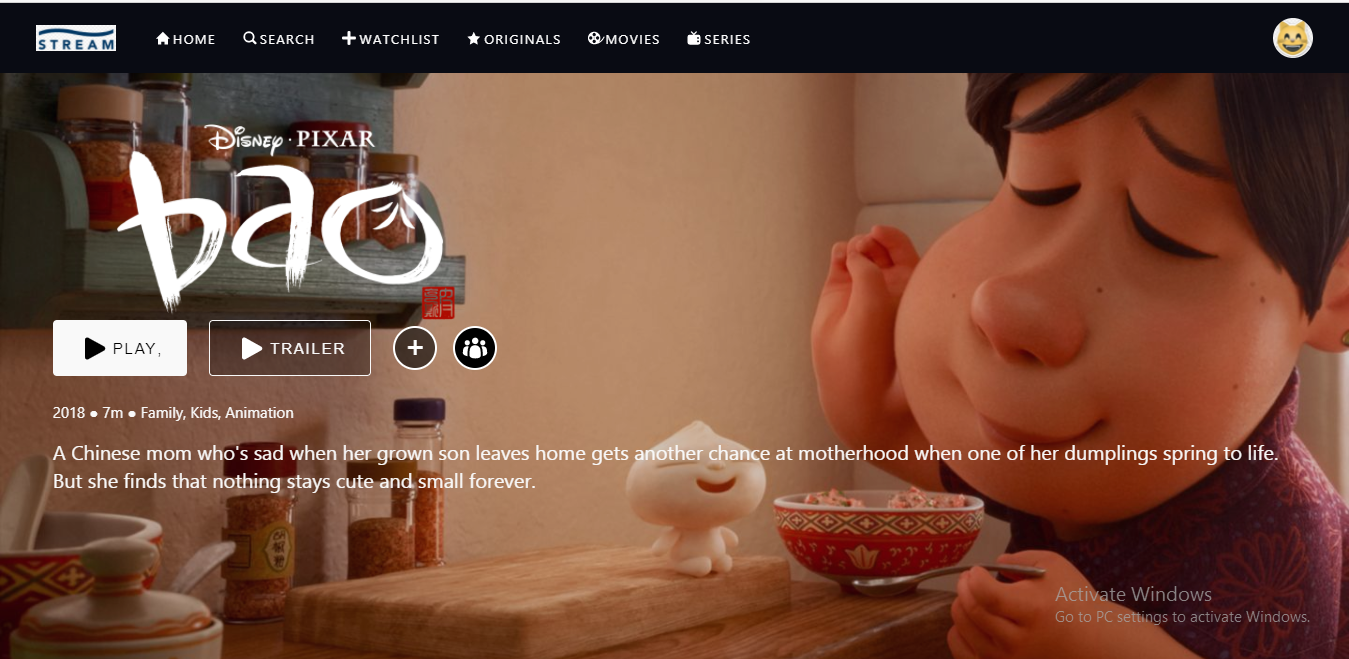 STREAM
HOME
SEARCH
WATCHLIST
ORIGINALS
MOVIES
SERIES
Disney · PIXAR
bao
PLAY,
TRAILER
2018 ● 7m ● Family, Kids, Animation
A Chinese mom who's sad when her grown son leaves home gets another chance at motherhood when one of her dumplings spring to life.
But she finds that nothing stays cute and small forever.
Activate Windows
Go to PC settings to activate Windows.